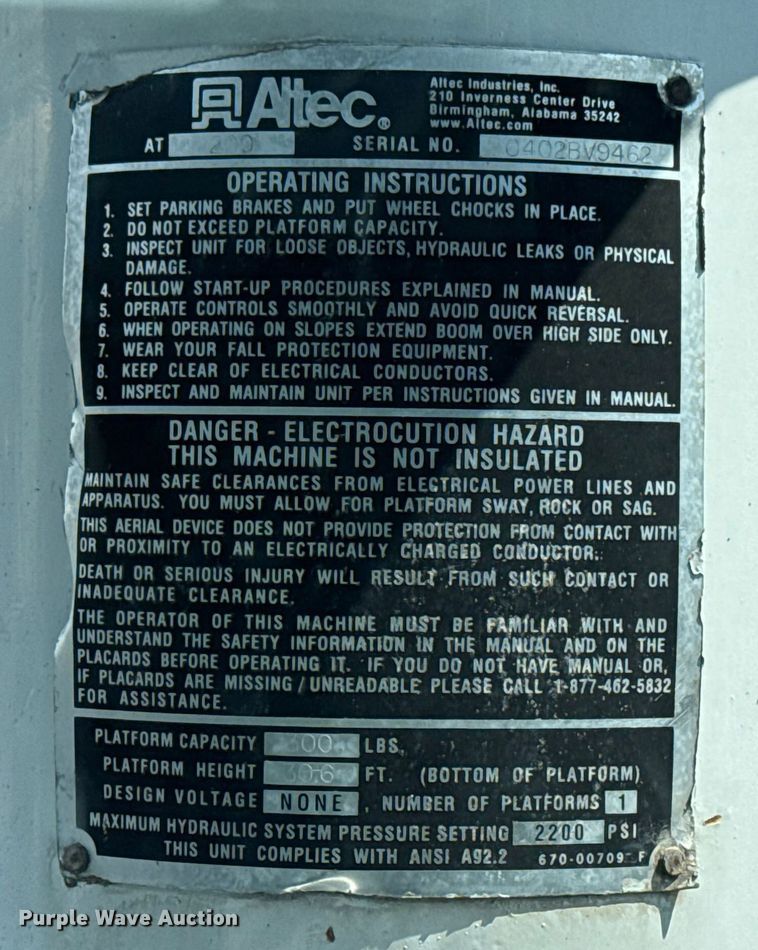 Altec®
Altec Industries, Inc.
210 Inverness Center Drive
Birmingham, Alabama 35242
www.Altec.com
AT 200 SERIAL NO. 0402BV9462
OPERATING INSTRUCTIONS
1. SET PARKING BRAKES AND PUT WHEEL CHOCKS IN PLACE.
2. DO NOT EXCEED PLATFORM CAPACITY.
3. INSPECT UNIT FOR LOOSE OBJECTS, HYDRAULIC LEAKS OR PHYSICAL
DAMAGE.
4. FOLLOW START-UP PROCEDURES EXPLAINED IN MANUAL.
5. OPERATE CONTROLS SMOOTHLY AND AVOID QUICK REVERSAL.
6. WHEN OPERATING ON SLOPES EXTEND BOOM OVER HIGH SIDE ONLY.
7. WEAR YOUR FALL PROTECTION EQUIPMENT.
8. KEEP CLEAR OF ELECTRICAL CONDUCTORS.
9. INSPECT AND MAINTAIN UNIT PER INSTRUCTIONS GIVEN IN MANUAL.
DANGER - ELECTROCUTION HAZARD
THIS MACHINE IS NOT INSULATED
MAINTAIN SAFE CLEARANCES FROM ELECTRICAL POWER LINES AND
APPARATUS. YOU MUST ALLOW FOR PLATFORM SWAY, ROCK OR SAG.
THIS AERIAL DEVICE DOES NOT PROVIDE PROTECTION FROM CONTACT WITH
OR PROXIMITY TO AN ELECTRICALLY CHARGED CONDUCTOR.
DEATH OR SERIOUS INJURY WILL RESULT FROM SUCH CONTACT OR
INADEQUATE CLEARANCE.
THE OPERATOR OF THIS MACHINE MUST BE FAMILIAR WITH AND
UNDERSTAND THE SAFETY INFORMATION IN THE MANUAL AND ON THE
PLACARDS BEFORE OPERATING IT. IF YOU DO NOT HAVE MANUAL OR,
IF PLACARDS ARE MISSING/UNREADABLE PLEASE CALL 1-877-462-5832
FOR ASSISTANCE.
PLATFORM CAPACITY 300 LBS.
PLATFORM HEIGHT 30.6 FT. (BOTTOM OF PLATFORM)
DESIGN VOLTAGE NONE, NUMBER OF PLATFORMS 1
MAXIMUM HYDRAULIC SYSTEM PRESSURE SETTING 2200 PSI
THIS UNIT COMPLIES WITH ANSI A92.2 670-00709 F
Purple Wave Auction